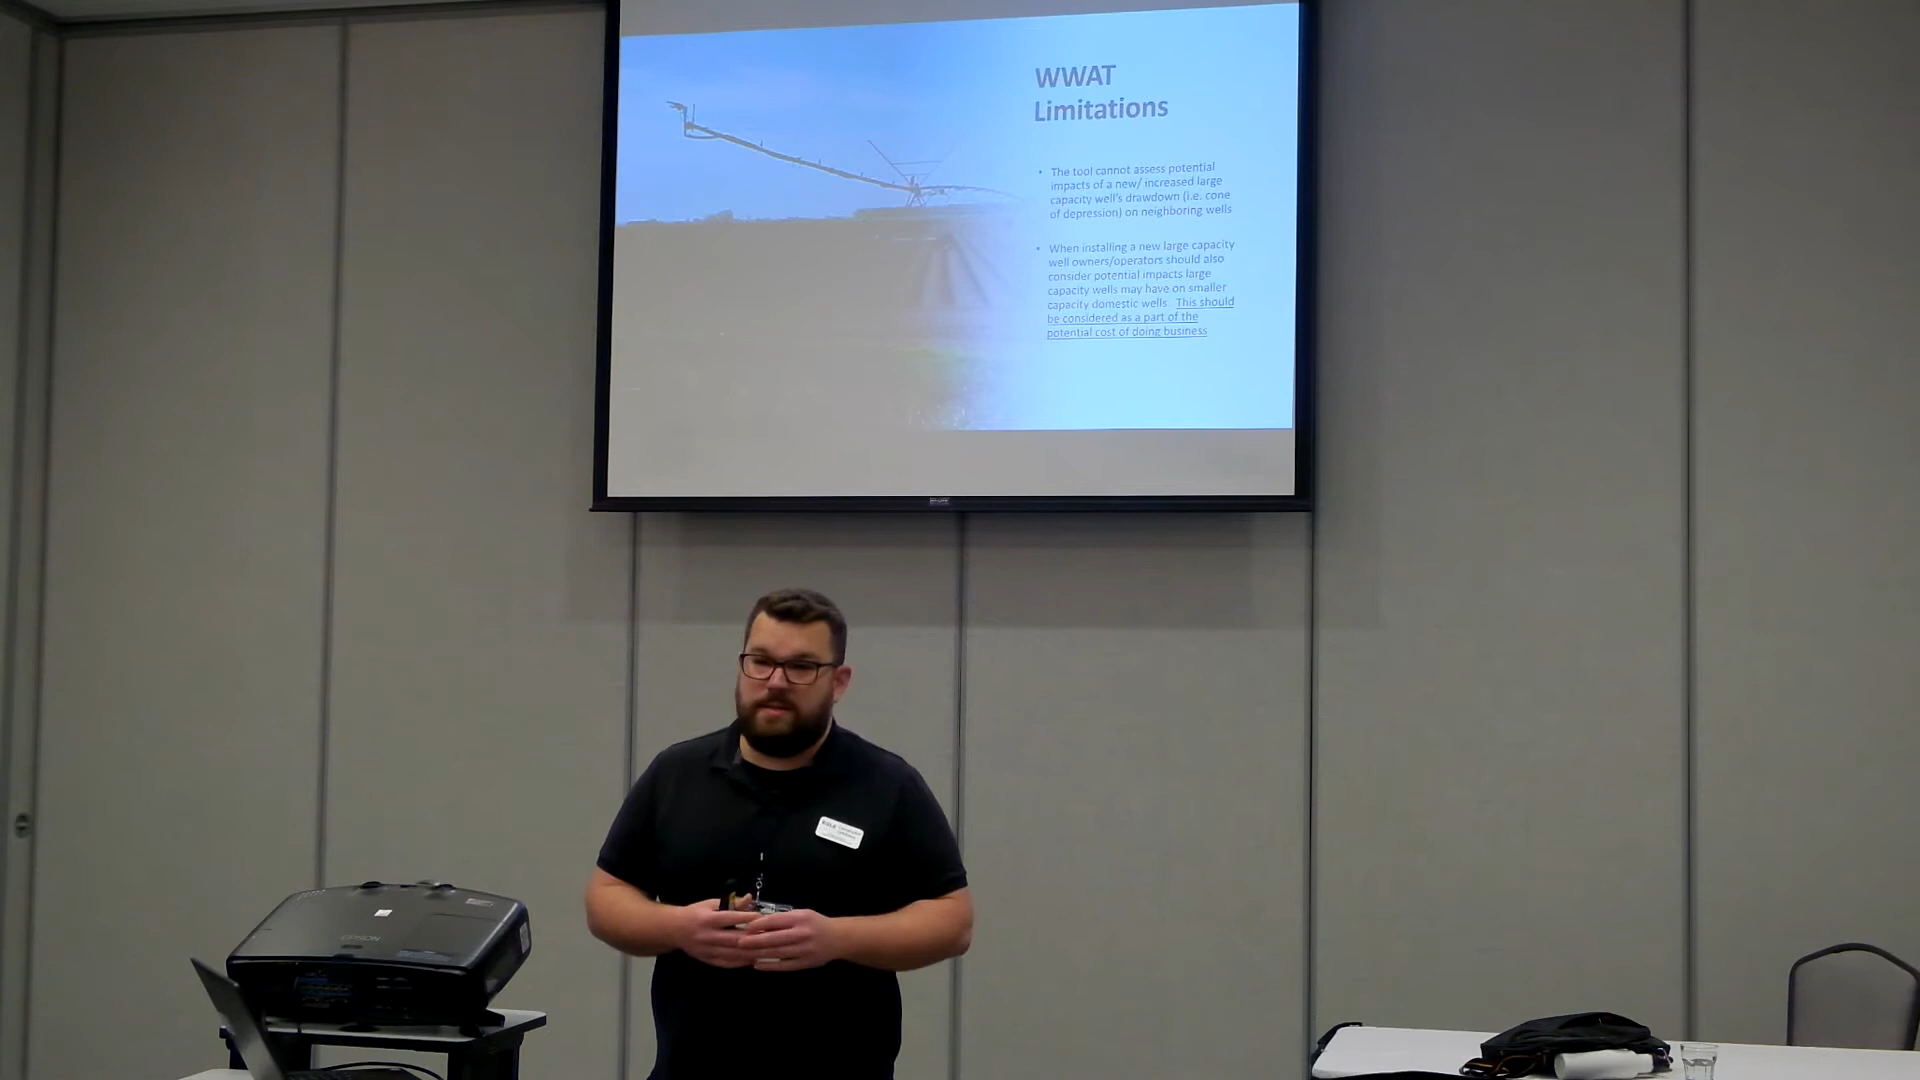 WWAT
Limitations
• The tool cannot assess potential
impacts of a new/ increased large
capacity well's drawdown (i.e. cone
of depression) on neighboring wells
• When installing a new large capacity
well owners/operators should also
consider potential impacts large
capacity wells may have on smaller
capacity domestic wells. This should
be considered as a part of the
potential cost of doing business
EPSON